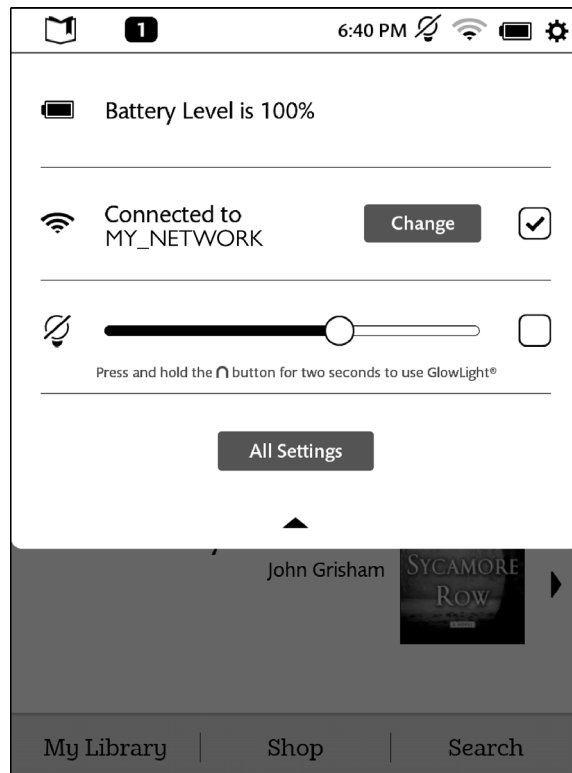 1
6:40 PM
Battery Level is 100%
Connected to
MY_NETWORK
Change
Press and hold the ∩ button for two seconds to use GlowLight®
All Settings
John Grisham
SYCAMORE
ROW
My Library
Shop
Search